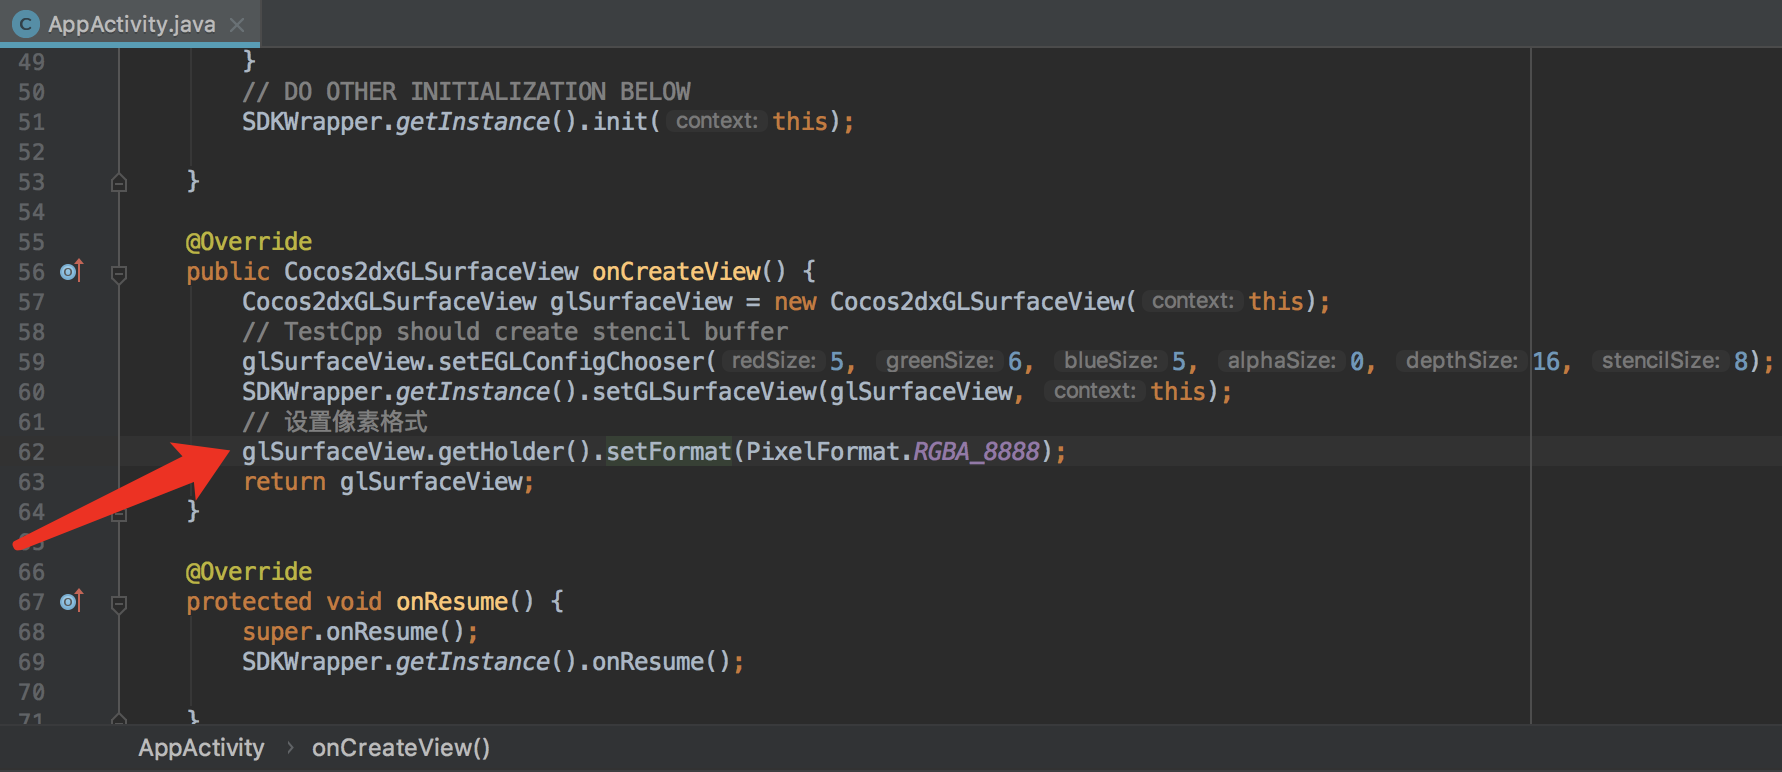 C AppActivity.java
49 }
50 // DO OTHER INITIALIZATION BELOW
51 SDKWrapper.getInstance().init( context: this);
52
53 }
54
55 @Override
56 public Cocos2dxGLSurfaceView onCreateView() {
57 Cocos2dxGLSurfaceView glSurfaceView = new Cocos2dxGLSurfaceView( context: this);
58 // TestCpp should create stencil buffer
59 glSurfaceView.setEGLConfigChooser( redSize: 5, greenSize: 6, blueSize: 5, alphaSize: 0, depthSize: 16, stencilSize: 8);
60 SDKWrapper.getInstance().setGLSurfaceView(glSurfaceView, context: this);
61 // 设置像素格式
62 glSurfaceView.getHolder().setFormat(PixelFormat.RGBA_8888);
63 return glSurfaceView;
64 }
66 @Override
67 protected void onResume() {
68 super.onResume();
69 SDKWrapper.getInstance().onResume();
70
71 }
AppActivity › onCreateView()